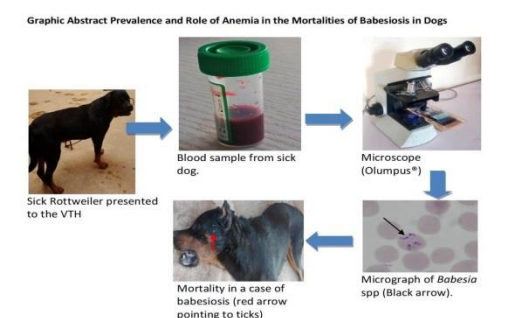 Graphic Abstract Prevalence and Role of Anemia in the Mortalities of Babesiosis in Dogs
Sick Rottweiler presented
to the VTH
Blood sample from sick
dog.
Microscope
(Olumpus®)
Micrograph of Babesia
spp (Black arrow).
Mortality in a case of
babesiosis (red arrow
pointing to ticks)